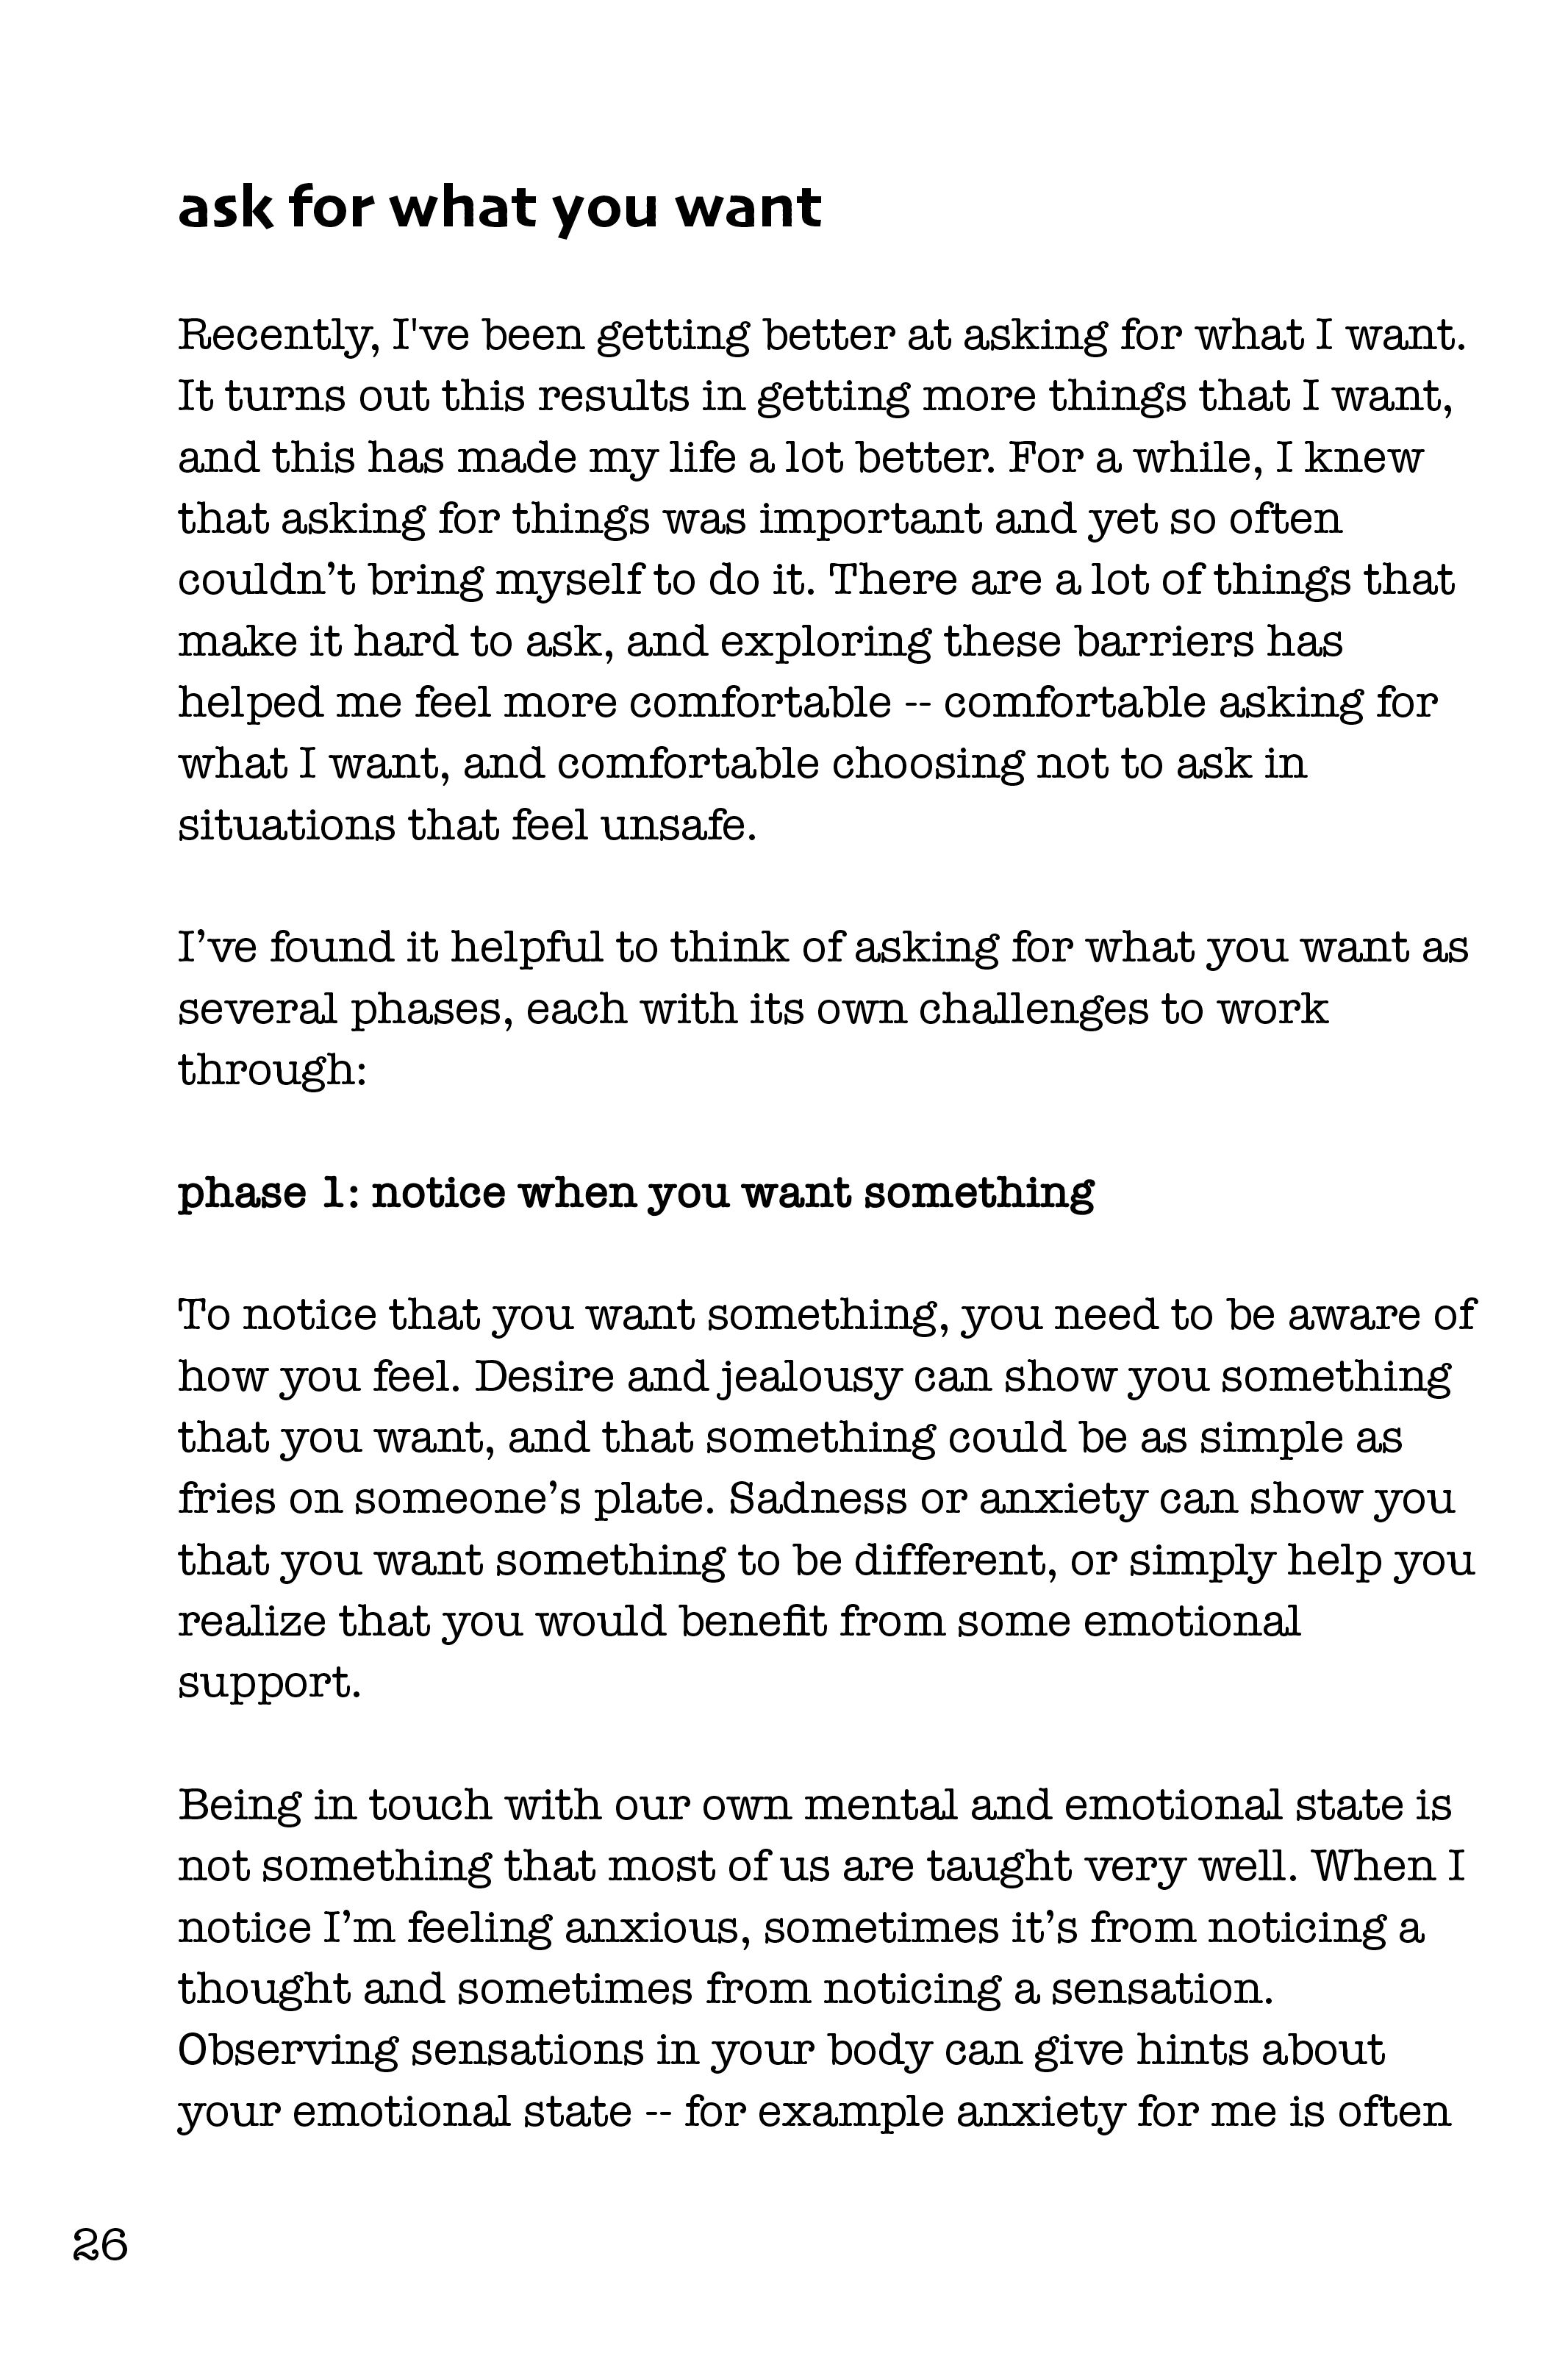 ask for what you want
Recently, I've been getting better at asking for what I want.
It turns out this results in getting more things that I want,
and this has made my life a lot better. For a while, I knew
that asking for things was important and yet so often
couldn’t bring myself to do it. There are a lot of things that
make it hard to ask, and exploring these barriers has
helped me feel more comfortable -- comfortable asking for
what I want, and comfortable choosing not to ask in
situations that feel unsafe.
I’ve found it helpful to think of asking for what you want as
several phases, each with its own challenges to work
through:
phase 1: notice when you want something
To notice that you want something, you need to be aware of
how you feel. Desire and jealousy can show you something
that you want, and that something could be as simple as
fries on someone’s plate. Sadness or anxiety can show you
that you want something to be different, or simply help you
realize that you would benefit from some emotional
support.
Being in touch with our own mental and emotional state is
not something that most of us are taught very well. When I
notice I’m feeling anxious, sometimes it’s from noticing a
thought and sometimes from noticing a sensation.
Observing sensations in your body can give hints about
your emotional state -- for example anxiety for me is often
26